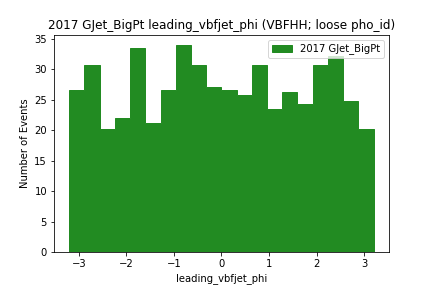 2017 GJet_BigPt leading_vbfjet_phi (VBFHH; loose pho_id)
2017 GJet_BigPt
35
30
25
20
15
10
5
0
Number of Events
−3 −2 −1 0 1 2 3
leading_vbfjet_phi